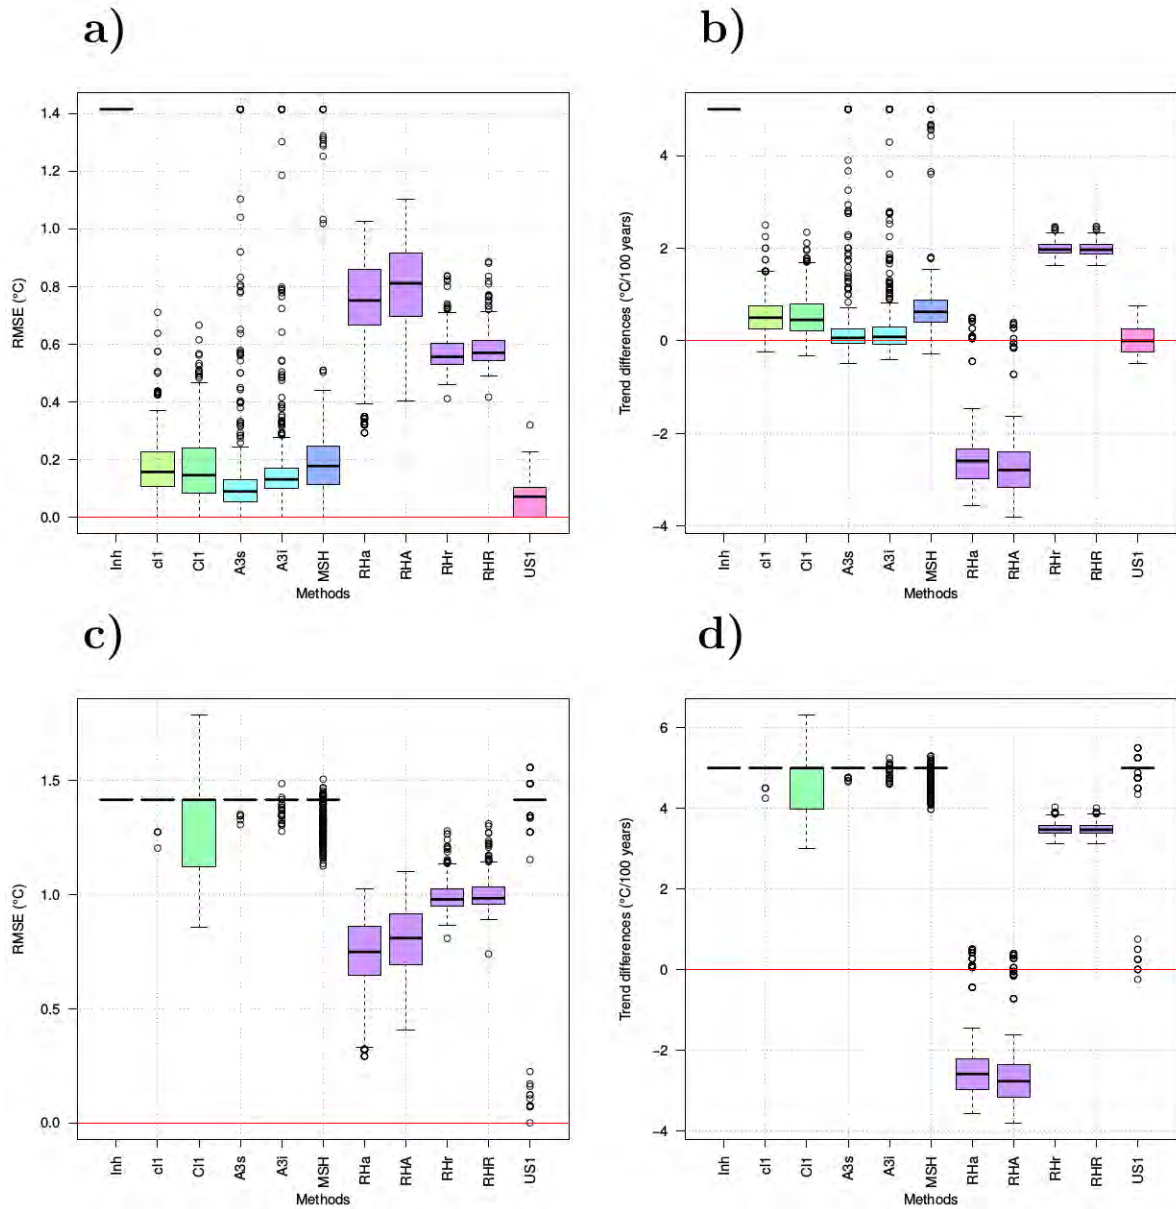 a)
b)
RMSE (°C)
1.4
1.2
1.0
0.8
0.6
0.4
0.2
0.0
Inh
cl1
Cl1
A3s
A3i
MSH
RHa
RHA
RHr
RHR
US1
Methods
Trend differences (°C/100 years)
4
2
0
−2
−4
Inh
cl1
Cl1
A3s
A3i
MSH
RHa
RHA
RHr
RHR
US1
Methods
c)
d)
RMSE (°C)
1.5
1.0
0.5
0.0
Inh
cl1
Cl1
A3s
A3i
MSH
RHa
RHA
RHr
RHR
US1
Methods
Trend differences (°C/100 years)
6
4
2
0
−2
−4
Inh
cl1
Cl1
A3s
A3i
MSH
RHa
RHA
RHr
RHR
US1
Methods